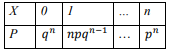 X 0 1 ... n
P qⁿ npqⁿ⁻¹ ... pⁿ